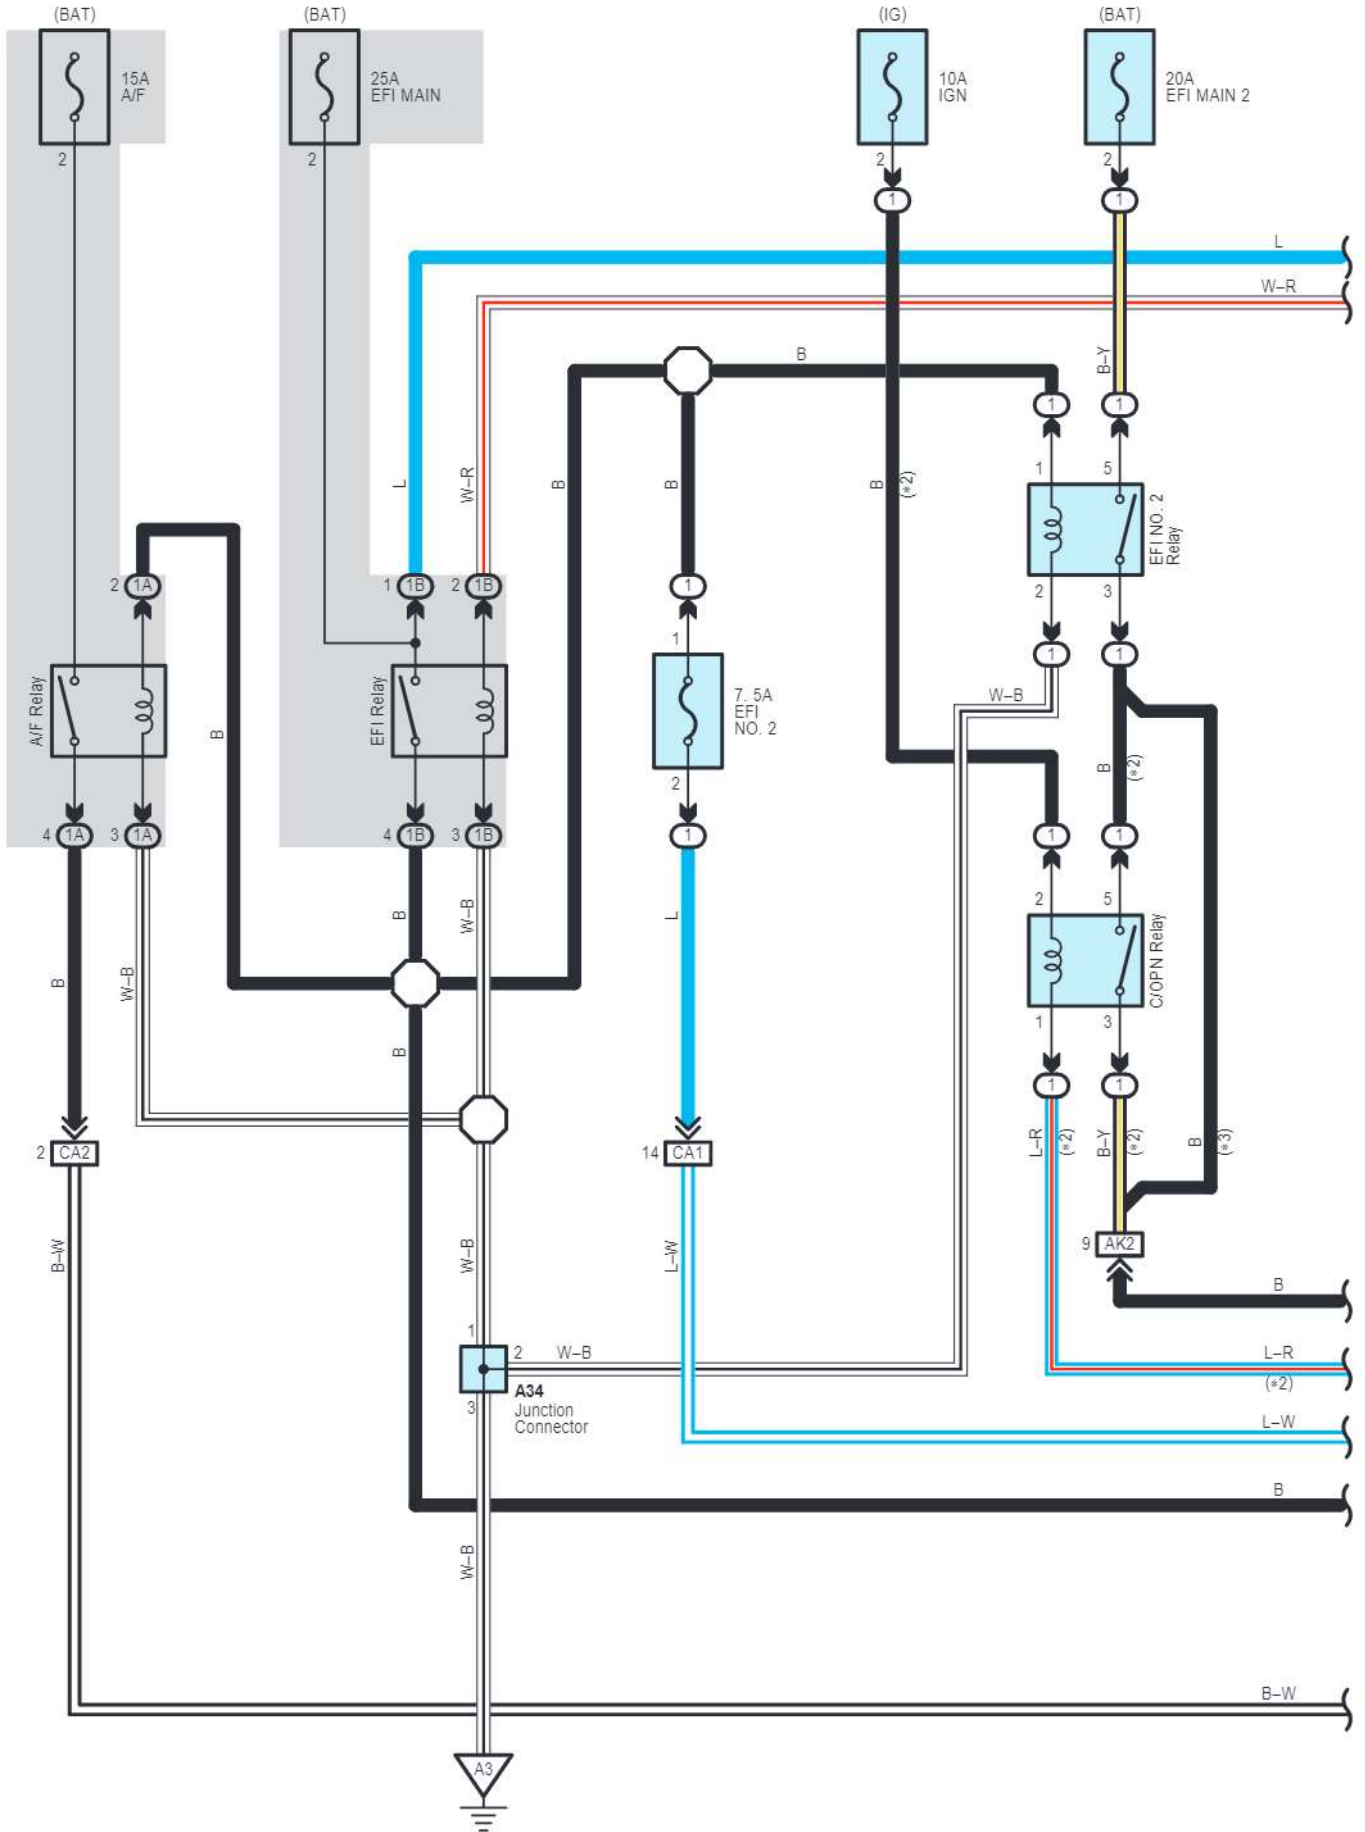 (BAT)
(BAT)
(IG)
(BAT)
15A
A/F
25A
EFI MAIN
10A
IGN
20A
EFI MAIN 2
2
2
2
2
1
1
L
W–R
B
B–Y
1
1
L
W–R
B
B
B
(*2)
1
5
EFI NO. 2
Relay
2
1A
1
1B
2
1B
1
2
3
1
1
1
A/F Relay
EFI Relay
B
7. 5A
EFI
NO. 2
W–B
B
(*2)
2
4
1A
3
1A
4
1B
3
1B
1
1
1
2
5
B
W–B
L
B
W–B
C/OPN Relay
1
3
B
1
1
2
CA2
14
CA1
L–R
(*2)
B–Y
(*2)
B
(*3)
B–W
W–B
L–W
9
AK2
B
1
2
W–B
L–R
(*2)
A34
Junction
Connector
3
L–W
B
W–B
B–W
A3